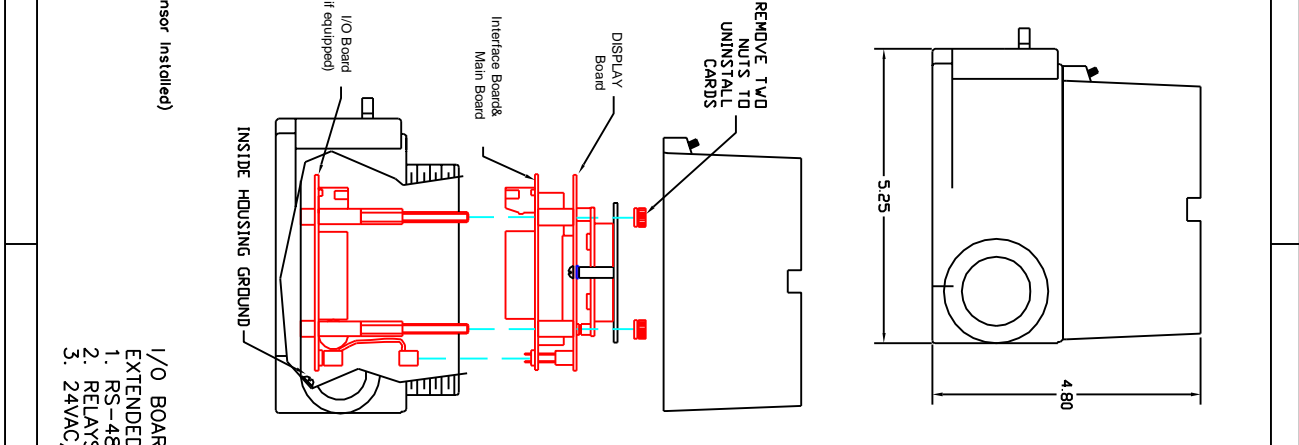 REMOVE TWO
NUTS TO
UNINSTALL
CARDS
DISPLAY
Board
Interface Board&
Main Board
I/O Board
if equipped)
nsor Installed)
INSIDE HOUSING GROUND
5.25
4.80
I/O BOAR
EXTENDED
1. RS-48
2. RELAYS
3. 24VAC,